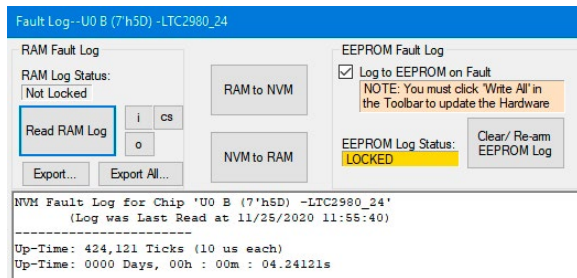 Fault Log--U0 B (7'h5D) -LTC2980_24
RAM Fault Log
RAM Log Status:
Not Locked
Read RAM Log
i
cs
o
Export...
Export All...
RAM to NVM
NVM to RAM
EEPROM Fault Log
Log to EEPROM on Fault
NOTE: You must click 'Write All' in
the Toolbar to update the Hardware
EEPROM Log Status:
LOCKED
Clear/ Re-arm
EEPROM Log
NVM Fault Log for Chip 'U0 B (7'h5D) -LTC2980_24'
(Log was Last Read at 11/25/2020 11:55:40)
------------------------
Up-Time: 424,121 Ticks (10 us each)
Up-Time: 0000 Days, 00h : 00m : 04.24121s